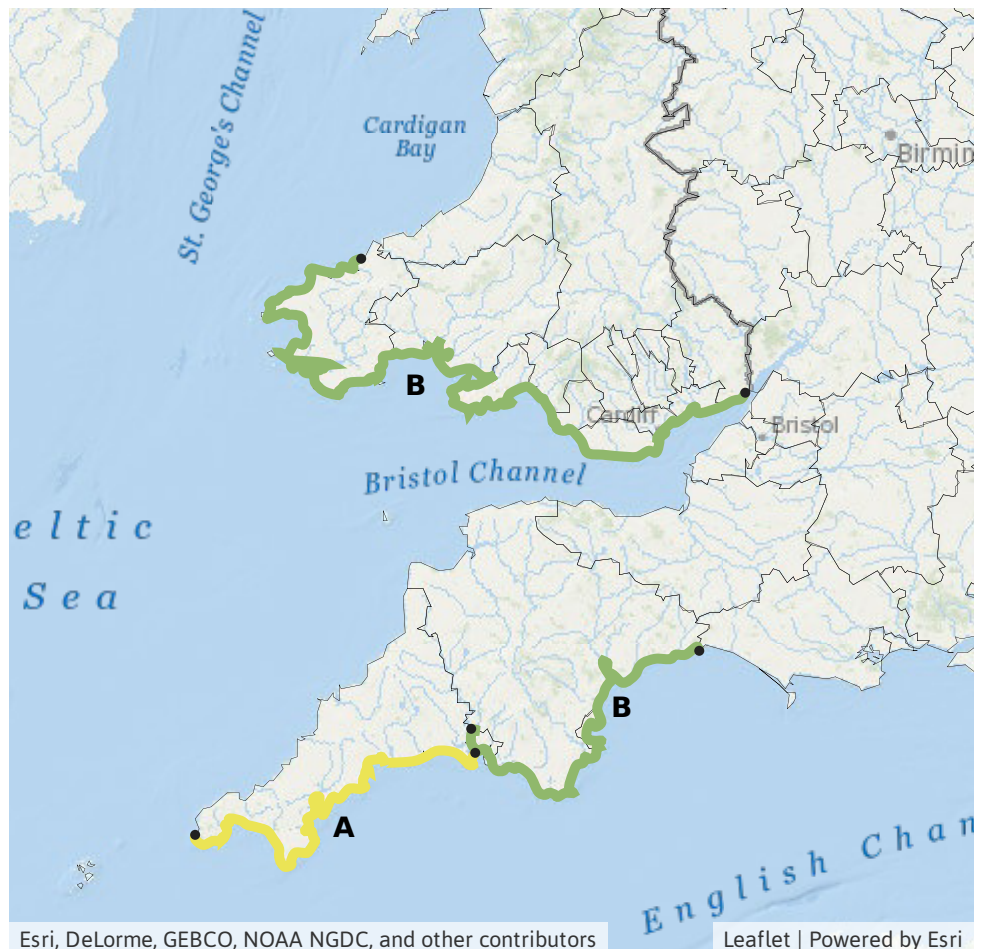 St. George's Channel
Cardigan
Bay
Birmin
B
Cardiff
Bristol
Bristol Channel
eltic
Sea
B
A
English Chan
Esri, DeLorme, GEBCO, NOAA NGDC, and other contributors
Leaflet | Powered by Esri